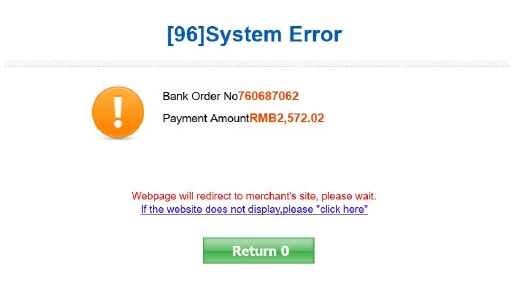 [96]System Error
Bank Order No760687062
Payment AmountRMB2,572.02
Webpage will redirect to merchant's site, please wait.
If the website does not display,please "click here"
Return 0